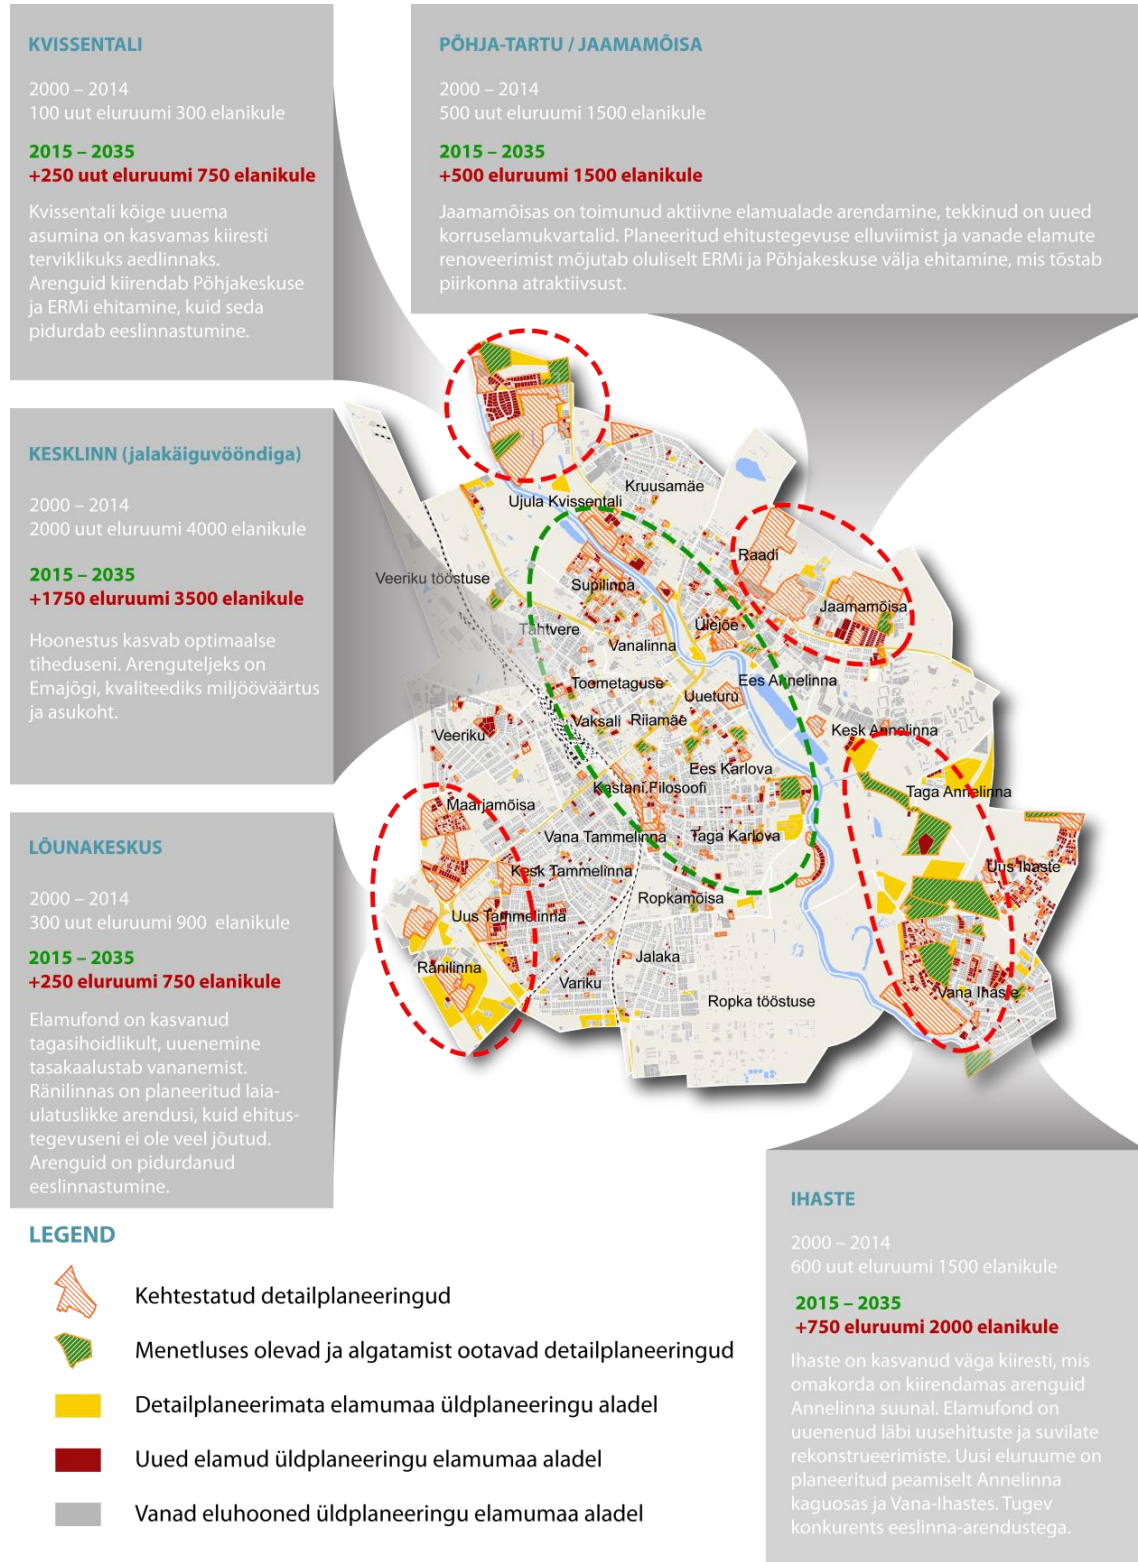 KVISSENTALI
2000 – 2014
100 uut eluruumi 300 elanikule
2015 – 2035
+250 uut eluruumi 750 elanikule
Kvissentali kõige uuema
asumina on kasvamas kiiresti
terviklikuks aedlinnaks.
Arenguid kiirendab Põhjakeskuse
ja ERMi ehitamine, kuid seda
pidurdab eeslinnastumine.
PÕHJA-TARTU / JAAMAMÕISA
2000 – 2014
500 uut eluruumi 1500 elanikule
2015 – 2035
+500 eluruumi 1500 elanikule
Jaamamõisas on toimunud aktiivne elamualade arendamine, tekkinud on uued
korruselamukvartalid. Planeeritud ehitustegevuse elluviimist ja vanade elamute
renoveerimist mõjutab oluliselt ERMi ja Põhjakeskuse välja ehitamine, mis tõstab
piirkonna atraktiivsust.
KESKLINN (jalakäiguvööndiga)
2000 – 2014
2000 uut eluruumi 4000 elanikule
2015 – 2035
+1750 eluruumi 3500 elanikule
Hoonestus kasvab optimaalse
tiheduseni. Arenguteljeks on
Emajõgi, kvaliteediks miljööväärtus
ja asukoht.
LÕUNAKESKUS
2000 – 2014
300 uut eluruumi 900 elanikule
2015 – 2035
+250 eluruumi 750 elanikule
Elamufond on kasvanud
tagasihoidlikult, uuenemine
tasakaalustab vananemist.
Ränilinnas on planeeritud laia-
ulatuslikke arendusi, kuid ehitus-
tegevuseni ei ole veel jõutud.
Arenguid on pidurdanud
eeslinnastumine.
Kruusamäe
Ujula Kvissentali
Raadi
Veeriku tööstuse
Supilinna
Jaamamõisa
Tähtvere
Ülejõe
Vanalinna
Ees Annelinna
Toometaguse
Uueturu
Vaksali
Riiamäe
Veeriku
Kesk Annelinna
Ees Karlova
Kastani Filosoofi
Taga Annelinna
Maarjamõisa
Vana Tammelinna
Taga Karlova
Uus Ihaste
Kesk Tammelinna
Ropkamõisa
Uus Tammelinna
Jalaka
Ränilinna
Variku
Vana Ihaste
Ropka tööstuse
IHASTE
2000 – 2014
600 uut eluruumi 1500 elanikule
2015 – 2035
+750 eluruumi 2000 elanikule
Ihaste on kasvanud väga kiiresti, mis
omakorda on kiirendamas arenguid
Annelinna suunal. Elamufond on
uuenenud läbi uusehituste ja suvilate
rekonstrueerimiste. Uusi eluruume on
planeeritud peamiselt Annelinna
kaguosas ja Vana-Ihastes. Tugev
konkurents eeslinna-arendustega.
LEGEND
Kehtestatud detailplaneeringud
Menetluses olevad ja algatamist ootavad detailplaneeringud
Detailplaneerimata elamumaa üldplaneeringu aladel
Uued elamud üldplaneeringu elamumaa aladel
Vanad eluhooned üldplaneeringu elamumaa aladel